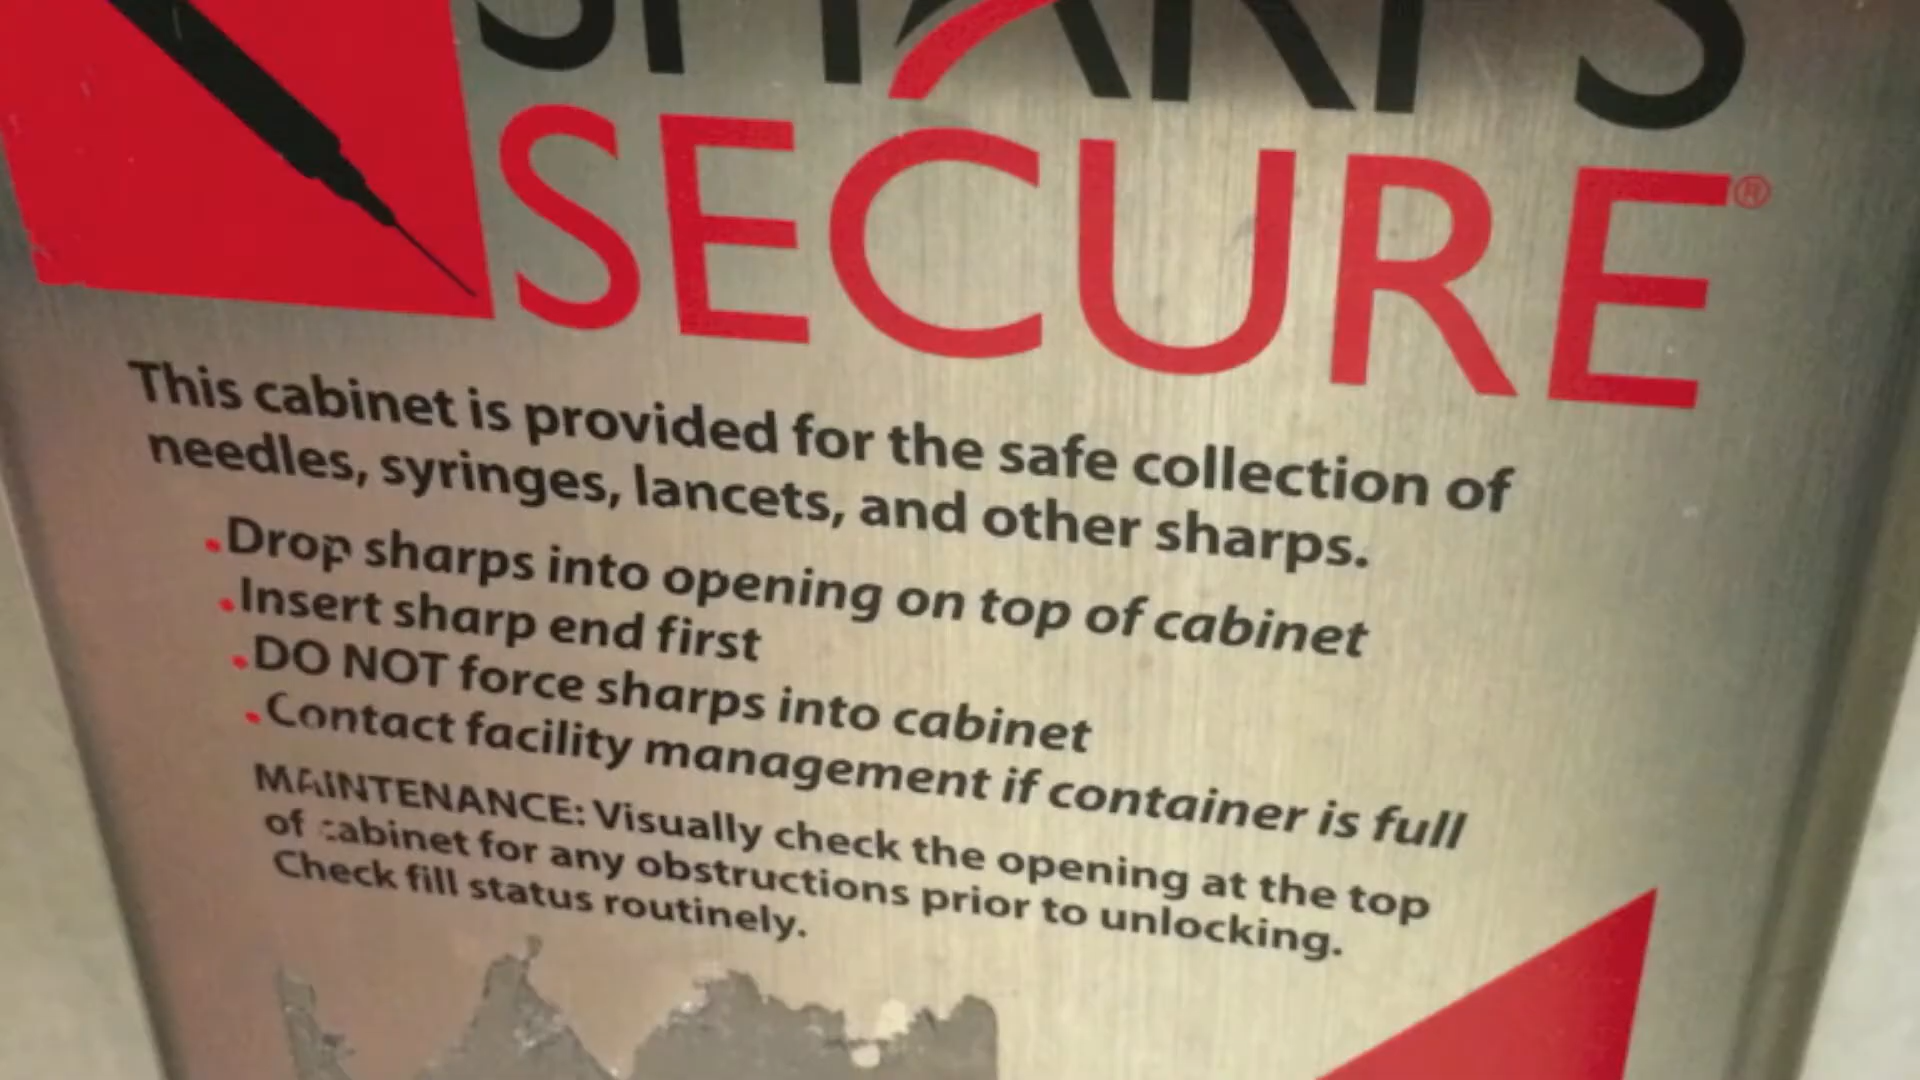 SHARPS
SECURE®
This cabinet is provided for the safe collection of
needles, syringes, lancets, and other sharps.
•Drop sharps into opening on top of cabinet
•Insert sharp end first
•DO NOT force sharps into cabinet
•Contact facility management if container is full
MAINTENANCE: Visually check the opening at the top
of cabinet for any obstructions prior to unlocking.
Check fill status routinely.